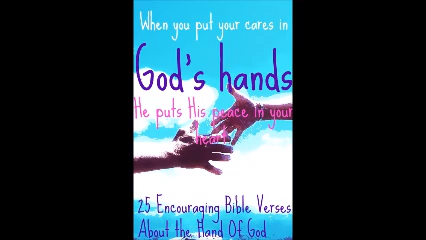 When you put your cares in
God's hands
He puts His peace in your
heart
25 Encouraging Bible Verses
About the Hand Of God